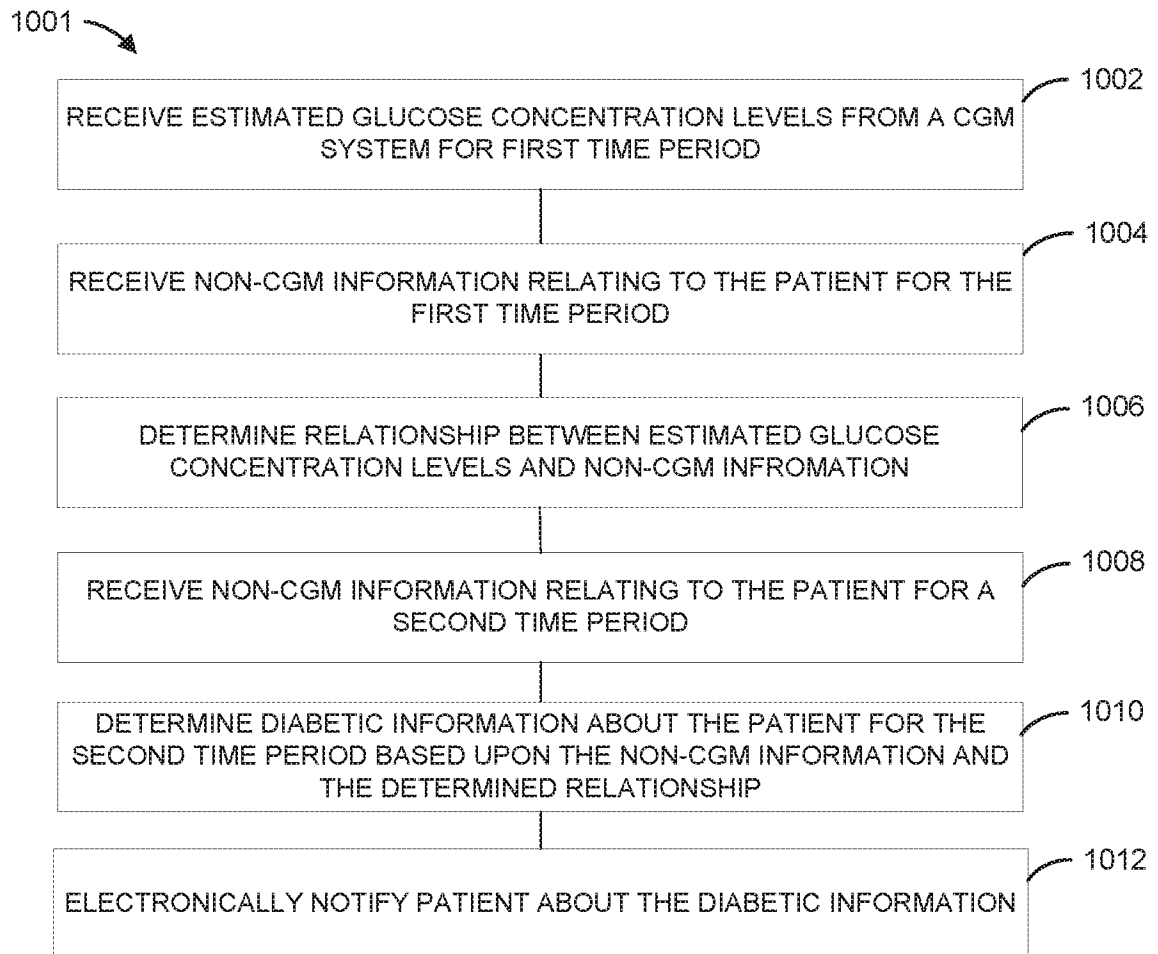 1001
1002
RECEIVE ESTIMATED GLUCOSE CONCENTRATION LEVELS FROM A CGM
SYSTEM FOR FIRST TIME PERIOD
1004
RECEIVE NON-CGM INFORMATION RELATING TO THE PATIENT FOR THE
FIRST TIME PERIOD
1006
DETERMINE RELATIONSHIP BETWEEN ESTIMATED GLUCOSE
CONCENTRATION LEVELS AND NON-CGM INFROMATION
1008
RECEIVE NON-CGM INFORMATION RELATING TO THE PATIENT FOR A
SECOND TIME PERIOD
1010
DETERMINE DIABETIC INFORMATION ABOUT THE PATIENT FOR THE
SECOND TIME PERIOD BASED UPON THE NON-CGM INFORMATION AND
THE DETERMINED RELATIONSHIP
1012
ELECTRONICALLY NOTIFY PATIENT ABOUT THE DIABETIC INFORMATION